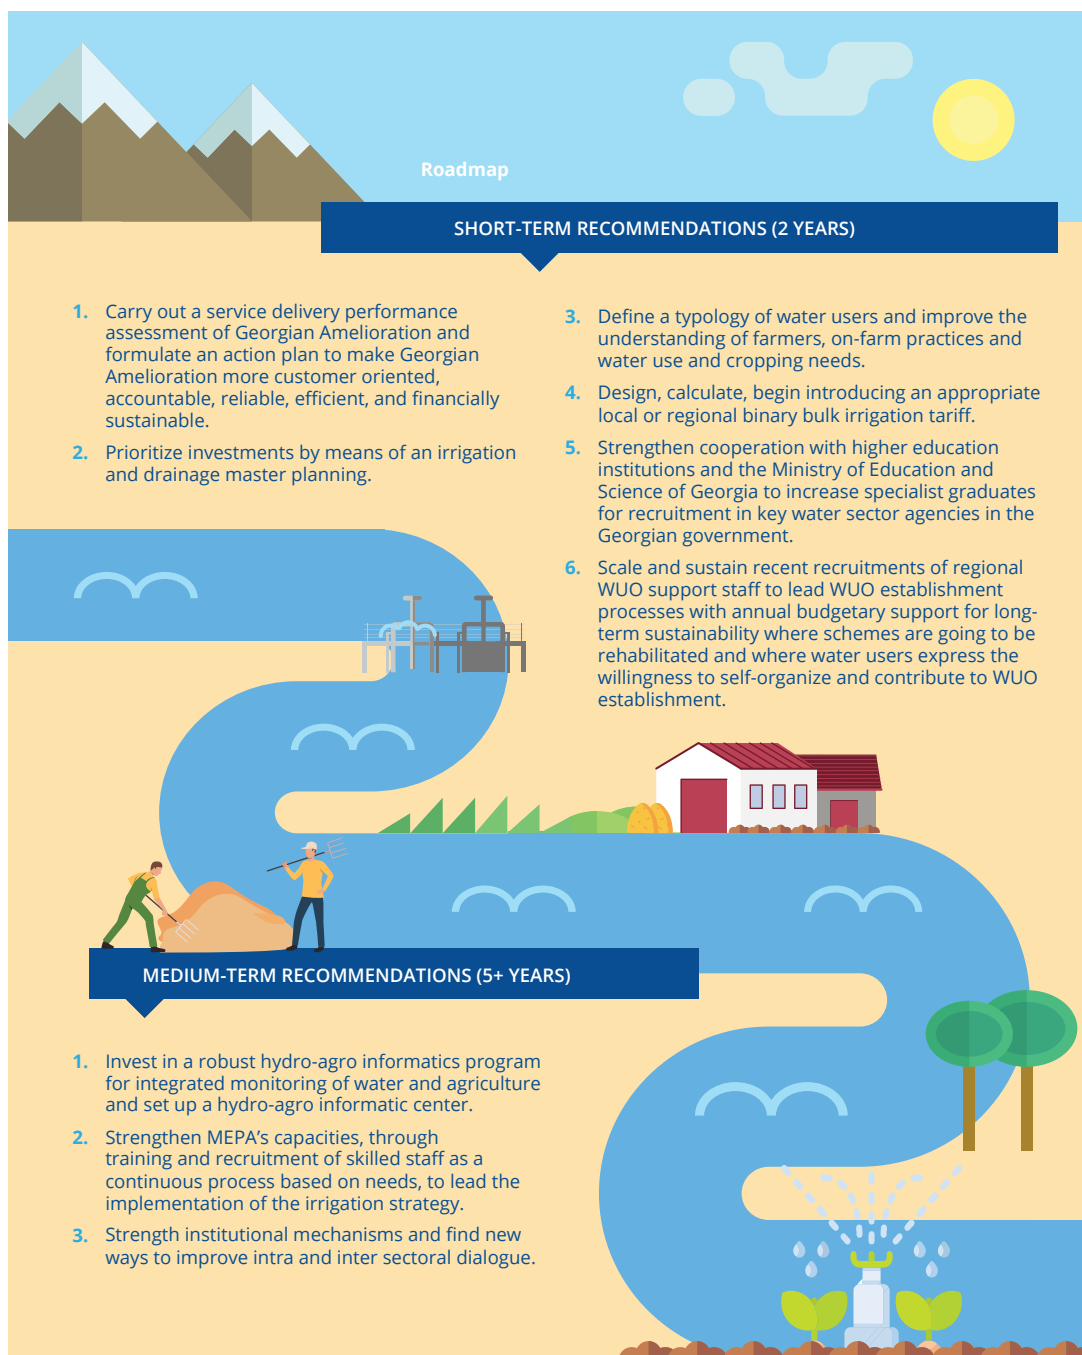 Roadmap
SHORT-TERM RECOMMENDATIONS (2 YEARS)
1. Carry out a service delivery performance
assessment of Georgian Amelioration and
formulate an action plan to make Georgian
Amelioration more customer oriented,
accountable, reliable, efficient, and financially
sustainable.
2. Prioritize investments by means of an irrigation
and drainage master planning.
3. Define a typology of water users and improve the
understanding of farmers, on-farm practices and
water use and cropping needs.
4. Design, calculate, begin introducing an appropriate
local or regional binary bulk irrigation tariff.
5. Strengthen cooperation with higher education
institutions and the Ministry of Education and
Science of Georgia to increase specialist graduates
for recruitment in key water sector agencies in the
Georgian government.
6. Scale and sustain recent recruitments of regional
WUO support staff to lead WUO establishment
processes with annual budgetary support for long-
term sustainability where schemes are going to be
rehabilitated and where water users express the
willingness to self-organize and contribute to WUO
establishment.
MEDIUM-TERM RECOMMENDATIONS (5+ YEARS)
1. Invest in a robust hydro-agro informatics program
for integrated monitoring of water and agriculture
and set up a hydro-agro informatic center.
2. Strengthen MEPA’s capacities, through
training and recruitment of skilled staff as a
continuous process based on needs, to lead the
implementation of the irrigation strategy.
3. Strength institutional mechanisms and find new
ways to improve intra and inter sectoral dialogue.